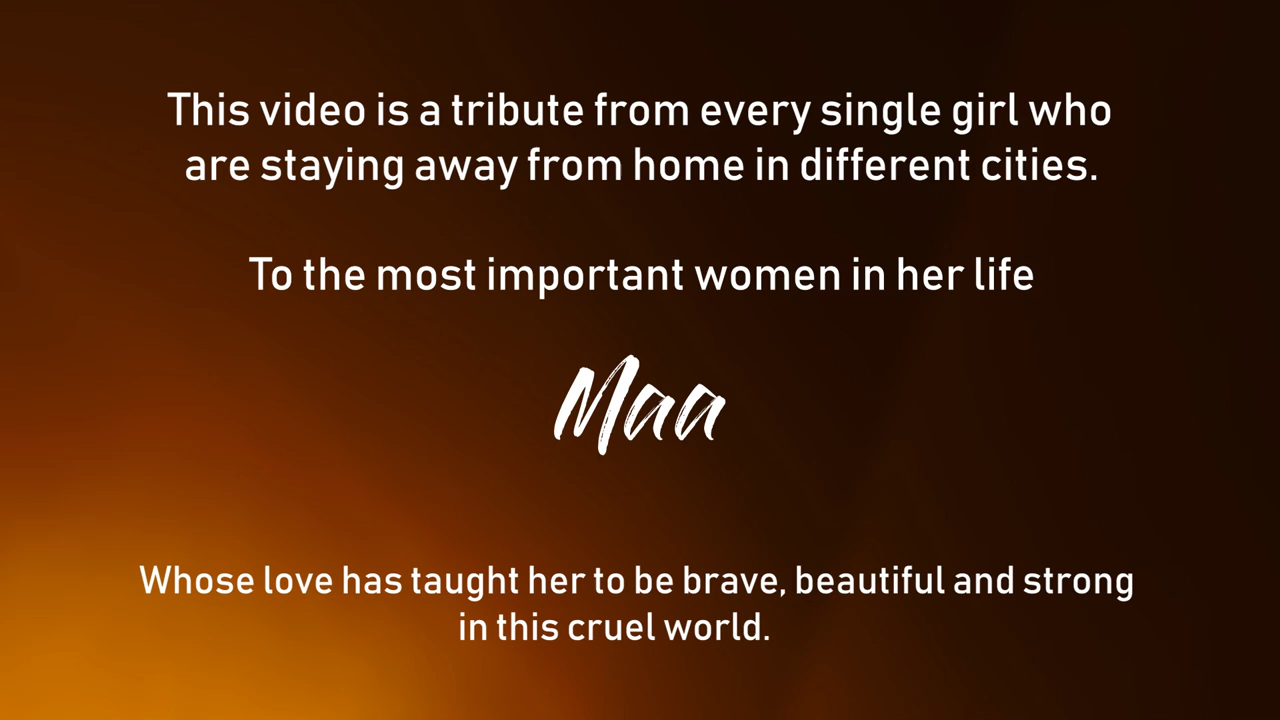 This video is a tribute from every single girl who
are staying away from home in different cities.
To the most important women in her life
Maa
Whose love has taught her to be brave, beautiful and strong
in this cruel world.